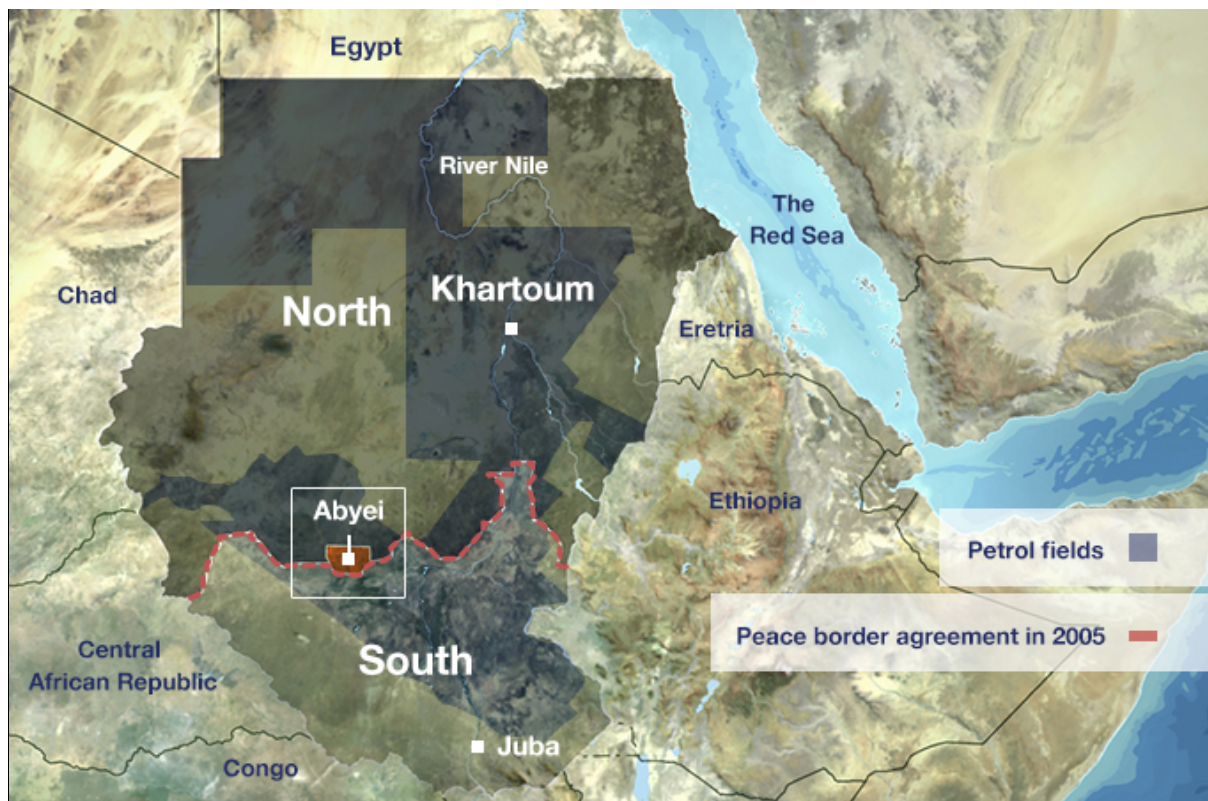 Egypt
River Nile
The
Red Sea
Chad
Khartoum
North
Eretria
Abyei
Ethiopia
Petrol fields
Peace border agreement in 2005
Central
African Republic
South
Juba
Congo